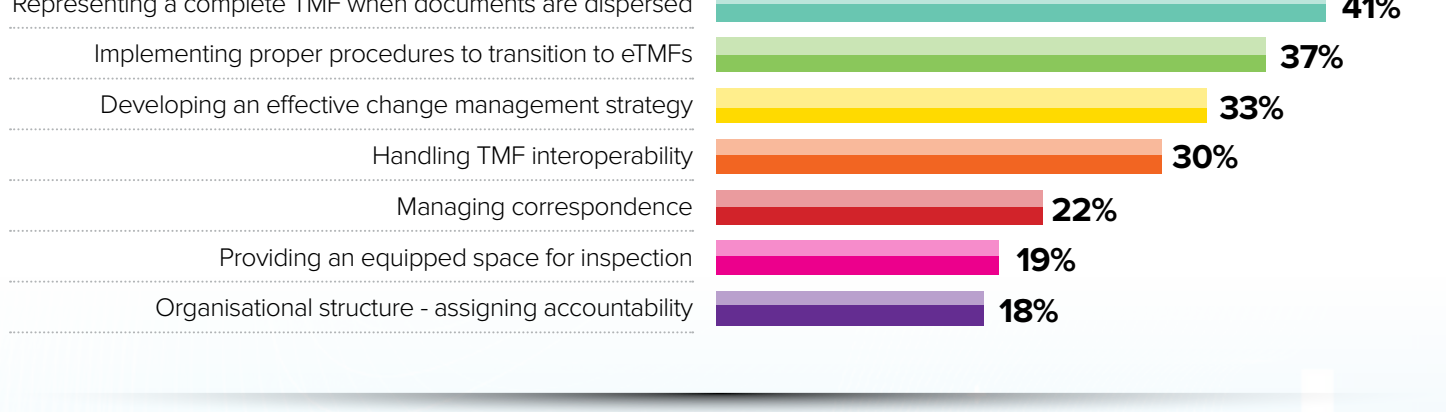 Representing a complete TMF when documents are dispersed 41%
Implementing proper procedures to transition to eTMFs 37%
Developing an effective change management strategy 33%
Handling TMF interoperability 30%
Managing correspondence 22%
Providing an equipped space for inspection 19%
Organisational structure - assigning accountability 18%